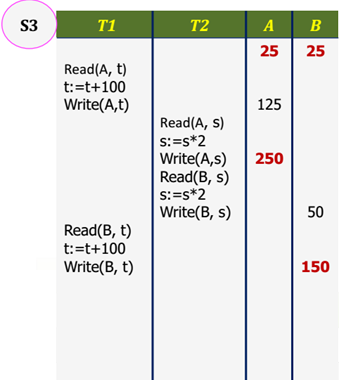 S3 T1 T2 A B
25 25
Read(A, t)
t:=t+100
Write(A,t) 125
Read(A, s)
s:=s*2
Write(A,s) 250
Read(B, s)
s:=s*2
Write(B, s) 50
Read(B, t)
t:=t+100
Write(B, t) 150